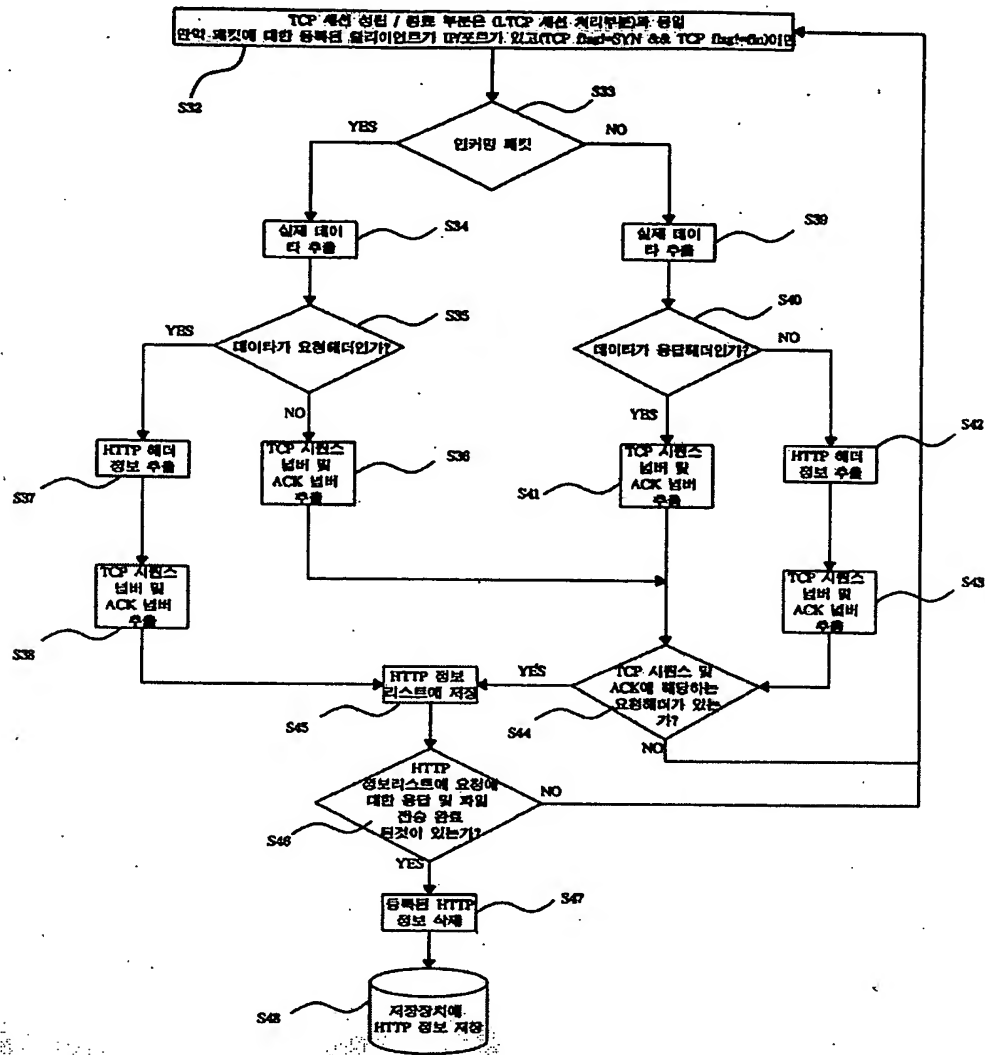 TCP 세션 성립 / 완료 부분은 (1.TCP 세션 처리부분)과 동일
만약 패킷에 대한 등록된 클라이언트가 IP/포트가 있고(TCP flag!=SYN && TCP flag!=fin)이면
S32
S33
YES
NO
인커밍 패킷
실제 데이
타 추출
S34
실제 데이
타 추출
S39
S35
S40
YES
데이타가 요청헤더인가?
데이타가 응답헤더인가?
NO
NO
YES
HTTP 헤더
정보 추출
S37
TCP 시퀀스
넘버 및
ACK 넘버
추출
S36
TCP 시퀀스
넘버 및
ACK 넘버
추출
S41
HTTP 헤더
정보 추출
S42
TCP 시퀀스
넘버 및
ACK 넘버
추출
S38
TCP 시퀀스
넘버 및
ACK 넘버
추출
S43
HTTP 정보
리스트에 저장
S45
YES
TCP 시퀀스 및
ACK에 해당하는
요청헤더가 있는
가?
S44
NO
HTTP
정보리스트에 요청에
대한 응답 및 파일
전송 완료
된것이 있는가?
S46
NO
YES
등록된 HTTP
정보 삭제
S47
저장장치에
HTTP 정보 저장
S48